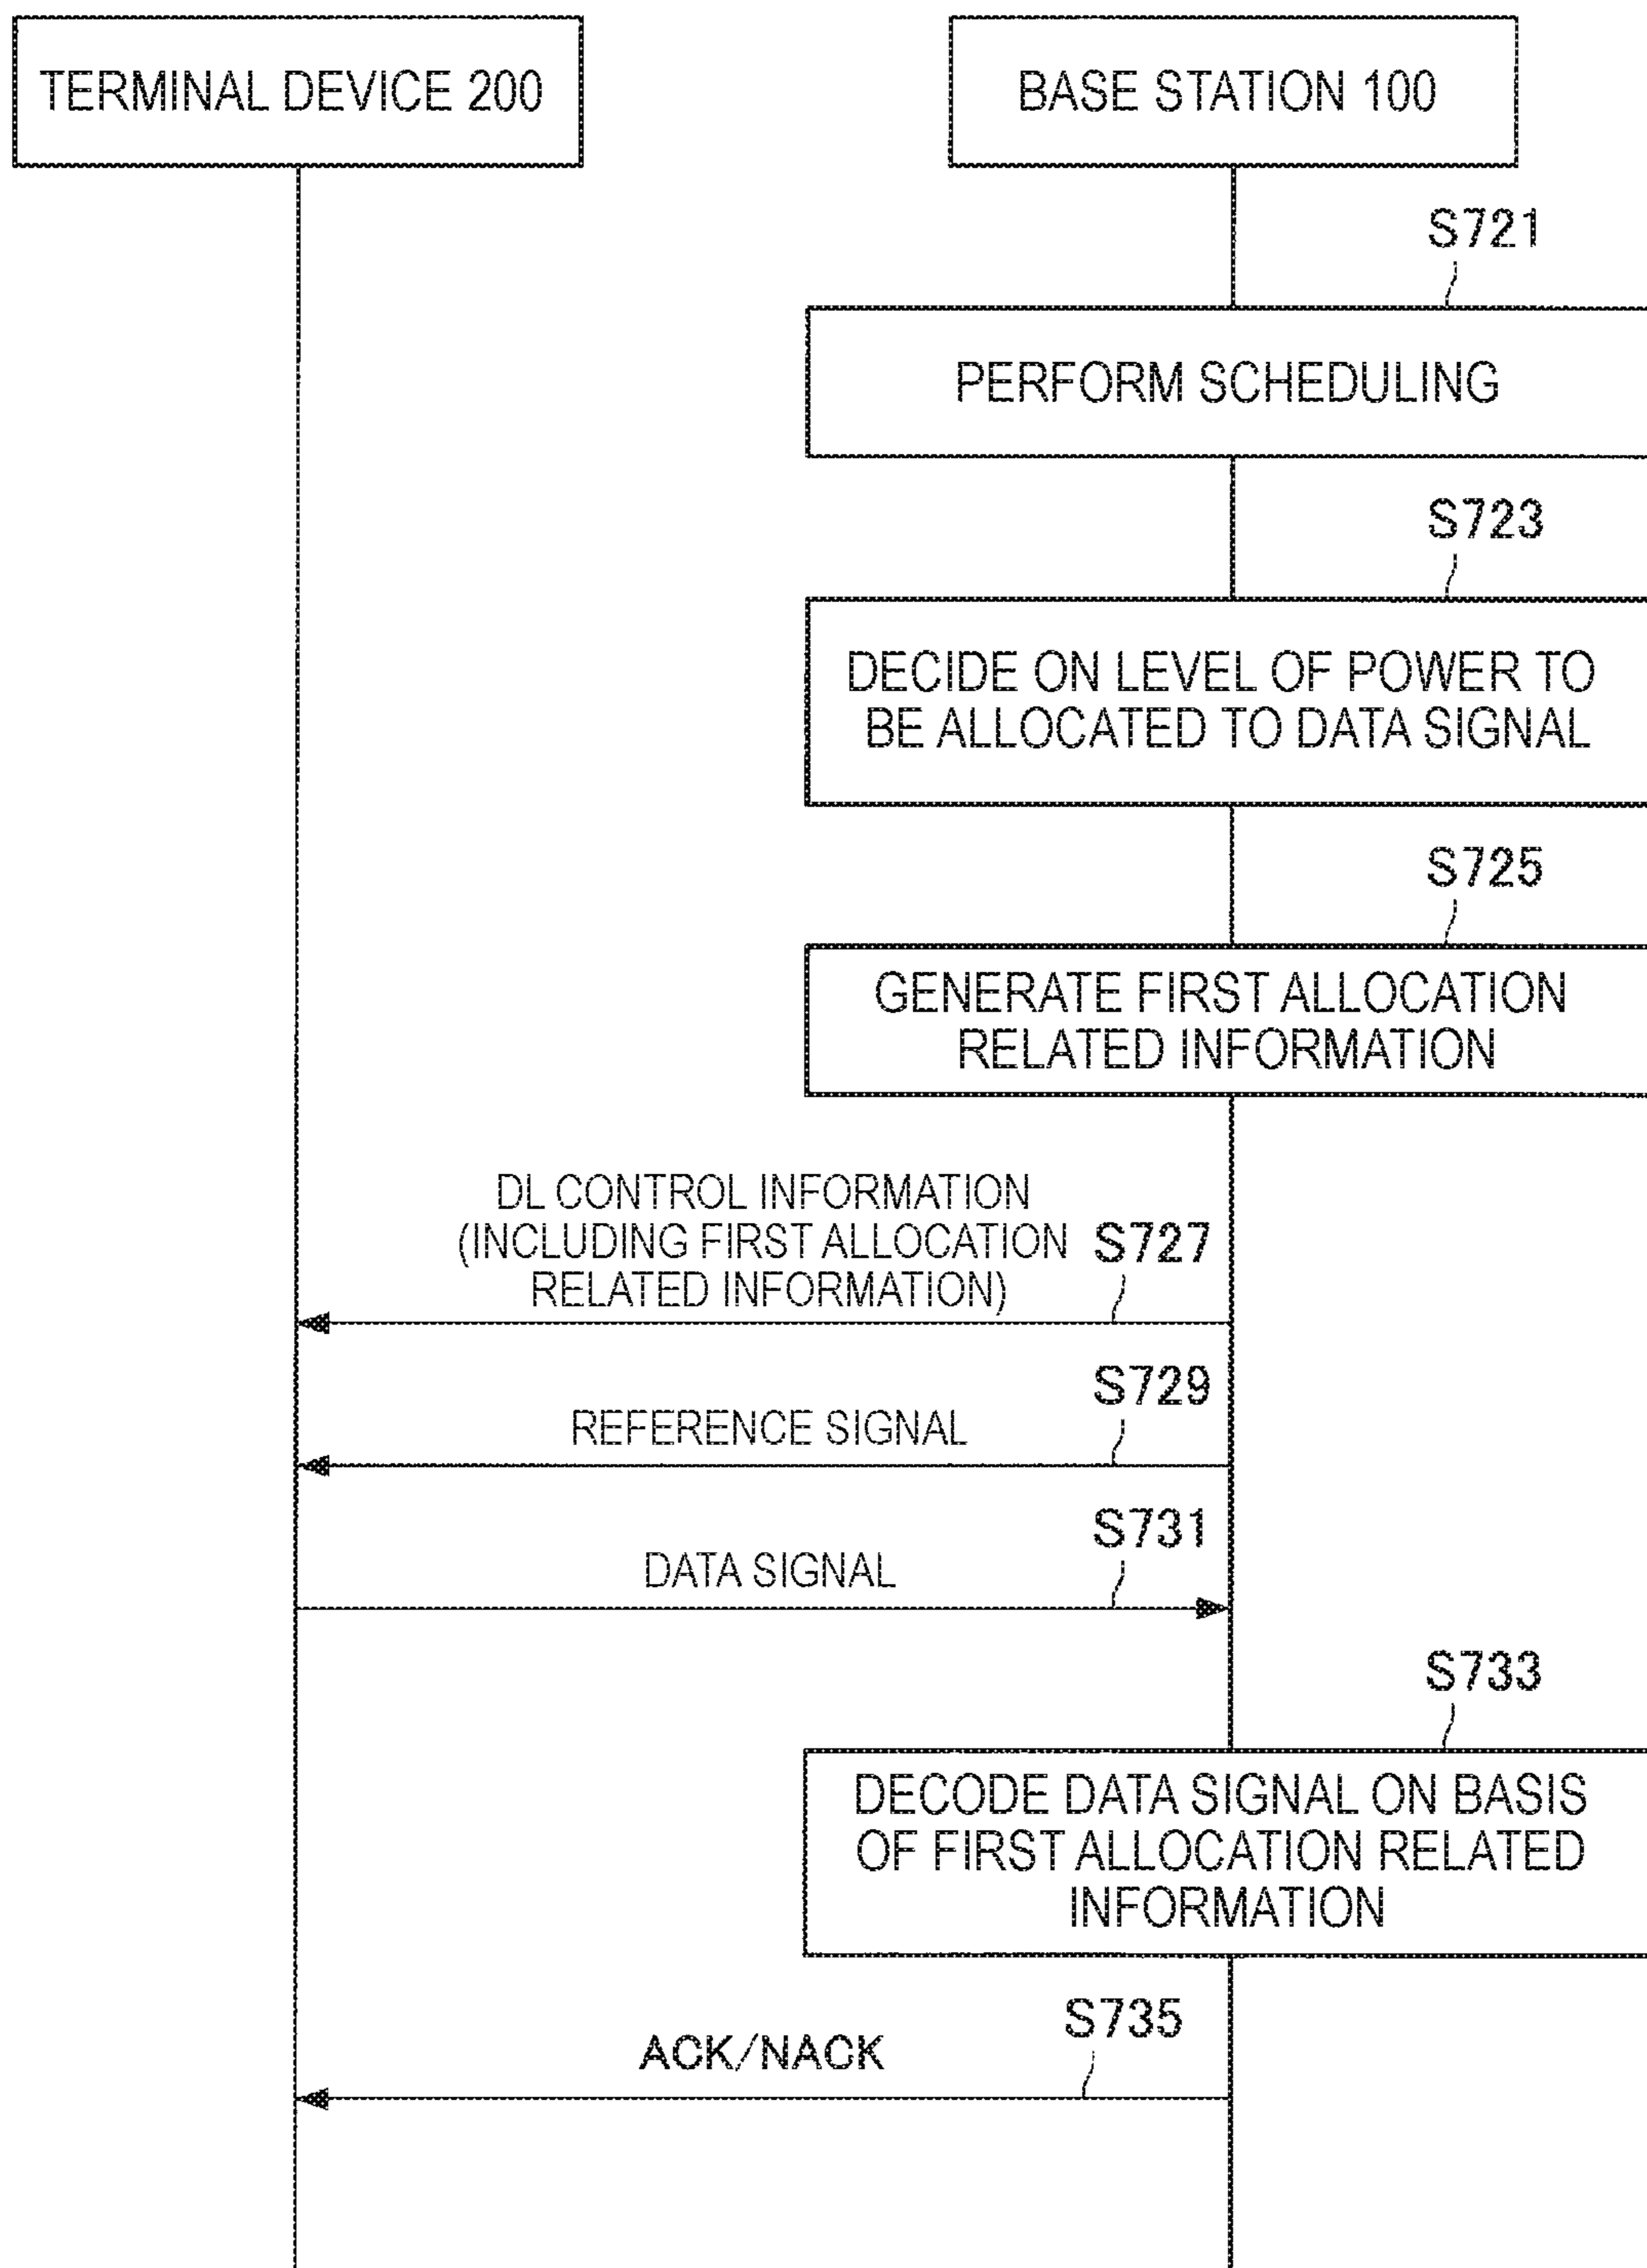 TERMINAL DEVICE 200
BASE STATION 100
S721
PERFORM SCHEDULING
S723
DECIDE ON LEVEL OF POWER TO
BE ALLOCATED TO DATA SIGNAL
S725
GENERATE FIRST ALLOCATION
RELATED INFORMATION
DL CONTROL INFORMATION
(INCLUDING FIRST ALLOCATION
RELATED INFORMATION)
S727
S729
REFERENCE SIGNAL
S731
DATA SIGNAL
S733
DECODE DATA SIGNAL ON BASIS
OF FIRST ALLOCATION RELATED
INFORMATION
S735
ACK/NACK